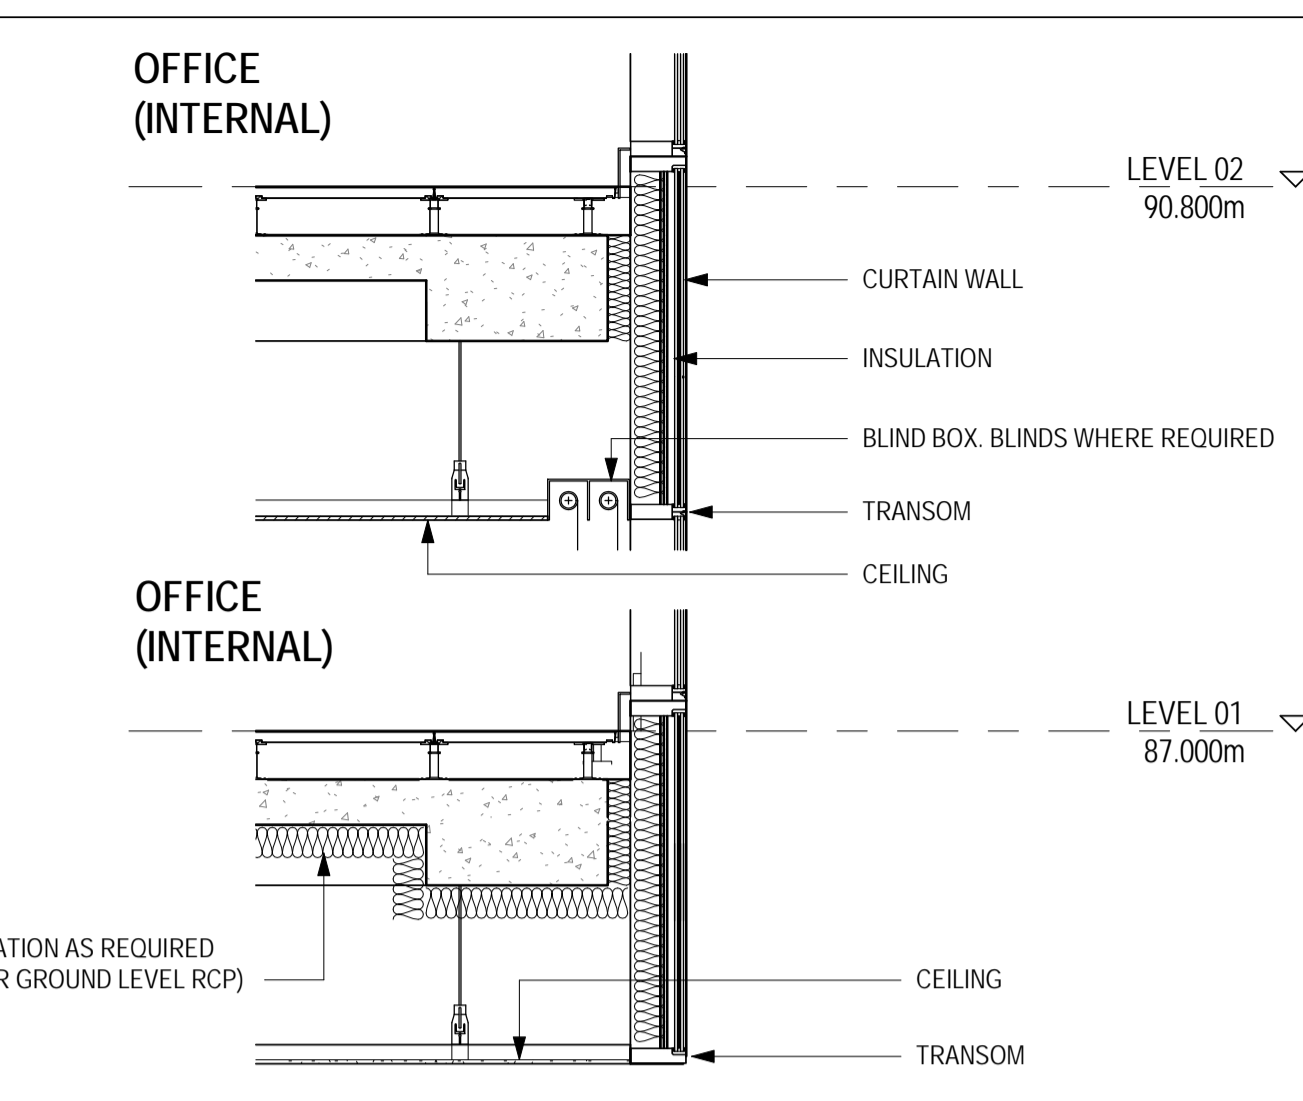 OFFICE
(INTERNAL)
LEVEL 02
90.800m
CURTAIN WALL
INSULATION
BLIND BOX. BLINDS WHERE REQUIRED
TRANSOM
CEILING
OFFICE
(INTERNAL)
LEVEL 01
87.000m
AS REQUIRED
GROUND LEVEL RCP)
CEILING
TRANSOM